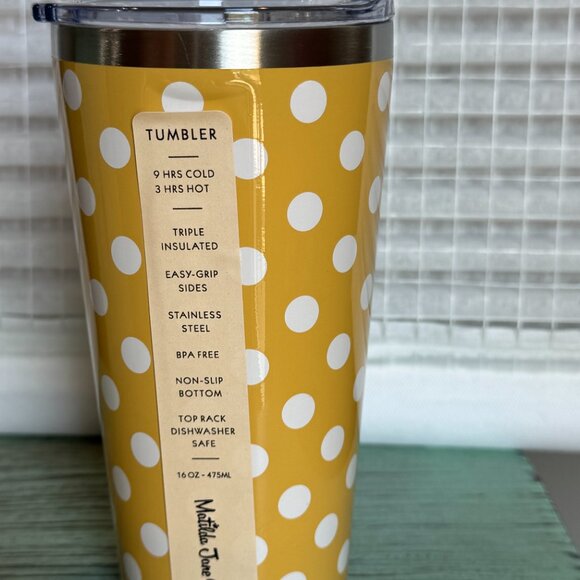 TUMBLER
9 HRS COLD
3 HRS HOT
TRIPLE
INSULATED
EASY-GRIP
SIDES
STAINLESS
STEEL
BPA FREE
NON-SLIP
BOTTOM
TOP RACK
DISHWASHER
SAFE
16 OZ - 475ML
Matilda Jane